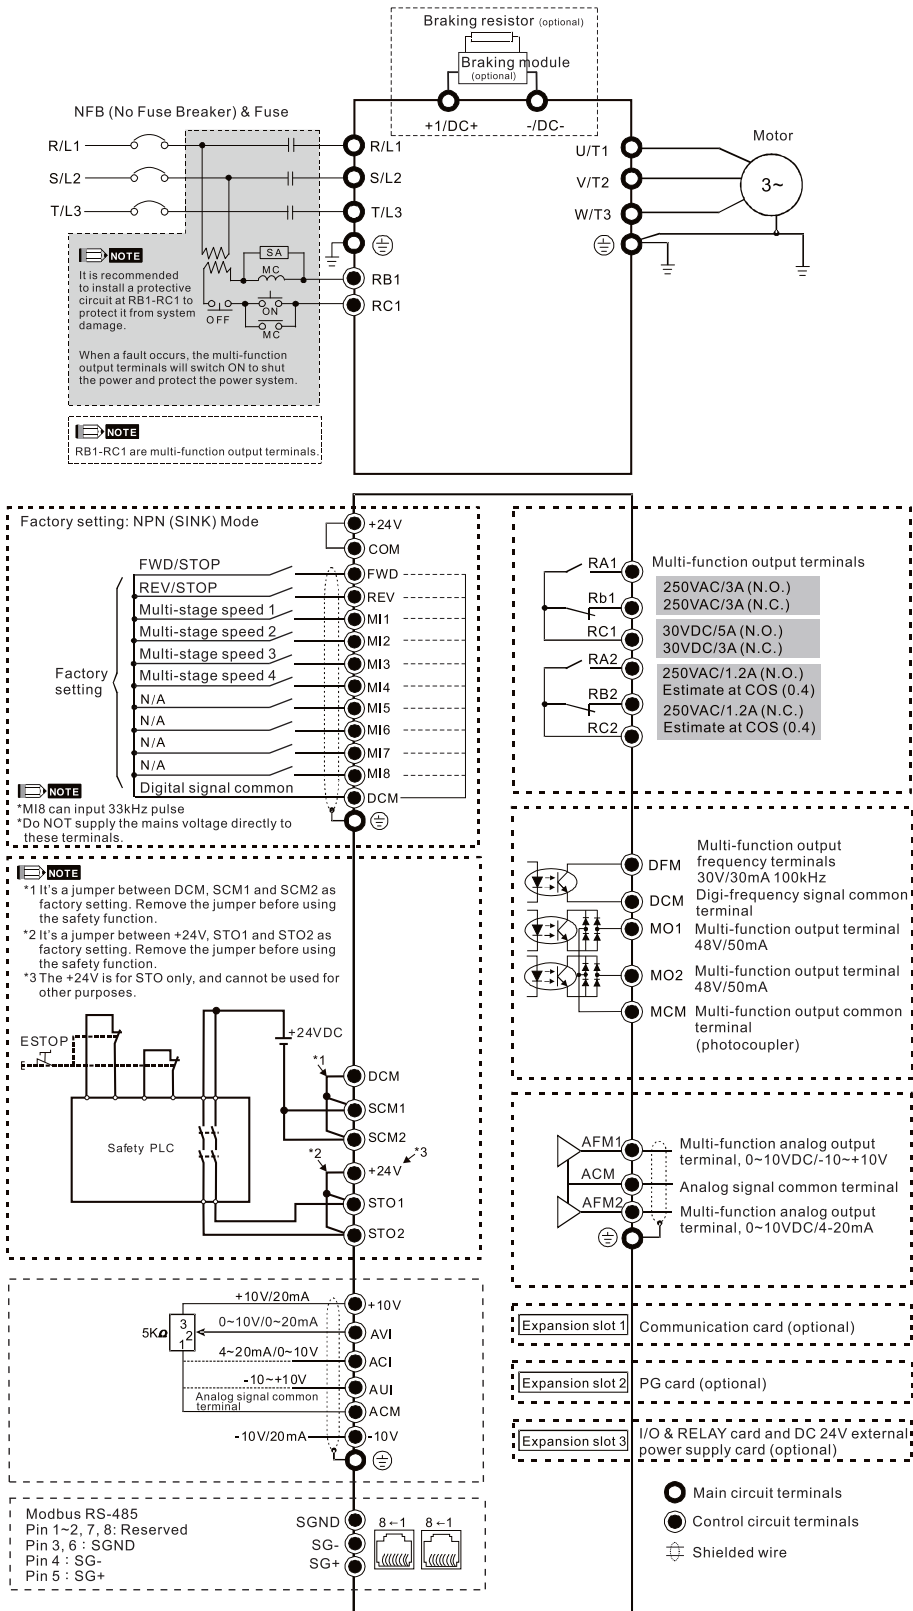 Braking resistor (optional)
Braking module
(optional)
+1/DC+
-/DC-
NFB (No Fuse Breaker) & Fuse
R/L1
S/L2
T/L3
R/L1
S/L2
T/L3
RB1
RC1
U/T1
V/T2
W/T3
Motor
3~
NOTE
It is recommended
to install a protective
circuit at RB1-RC1 to
protect it from system
damage.
When a fault occurs, the multi-function
output terminals will switch ON to shut
the power and protect the power system.
SA
MC
ON
OFF
MC
NOTE
RB1-RC1 are multi-function output terminals.
Factory setting: NPN (SINK) Mode
+24V
COM
FWD/STOP
FWD
REV/STOP
REV
Multi-stage speed 1
MI1
Multi-stage speed 2
MI2
Multi-stage speed 3
MI3
Multi-stage speed 4
MI4
N/A
MI5
N/A
MI6
N/A
MI7
N/A
MI8
Digital signal common
DCM
Factory
setting
NOTE
*MI8 can input 33kHz pulse
*Do NOT supply the mains voltage directly to
these terminals.
RA1
Rb1
RC1
RA2
RB2
RC2
Multi-function output terminals
250VAC/3A (N.O.)
250VAC/3A (N.C.)
30VDC/5A (N.O.)
30VDC/3A (N.C.)
250VAC/1.2A (N.O.)
Estimate at COS (0.4)
250VAC/1.2A (N.C.)
Estimate at COS (0.4)
NOTE
*1 It's a jumper between DCM, SCM1 and SCM2 as
factory setting. Remove the jumper before using
the safety function.
*2 It's a jumper between +24V, STO1 and STO2 as
factory setting. Remove the jumper before using
the safety function.
*3 The +24V is for STO only, and cannot be used for
other purposes.
ESTOP
+24VDC
Safety PLC
*1
DCM
SCM1
SCM2
*2
*3
+24V
STO1
STO2
DFM
Multi-function output
frequency terminals
30V/30mA 100kHz
DCM
Digi-frequency signal common
terminal
MO1
Multi-function output terminal
48V/50mA
MO2
Multi-function output terminal
48V/50mA
MCM
Multi-function output common
terminal
(photocoupler)
AFM1
Multi-function analog output
terminal, 0~10VDC/-10~+10V
ACM
Analog signal common terminal
AFM2
Multi-function analog output
terminal, 0~10VDC/4-20mA
+10V/20mA
+10V
5KΩ
3
2
1
0~10V/0~20mA
AVI
4~20mA/0~10V
ACI
-10~+10V
AUI
Analog signal common
terminal
ACM
-10V/20mA
-10V
Expansion slot 1
Communication card (optional)
Expansion slot 2
PG card (optional)
Expansion slot 3
I/O & RELAY card and DC 24V external
power supply card (optional)
Modbus RS-485
Pin 1~2, 7, 8: Reserved
Pin 3, 6 : SGND
Pin 4 : SG-
Pin 5 : SG+
SGND
SG-
SG+
8←1
8←1
Main circuit terminals
Control circuit terminals
Shielded wire